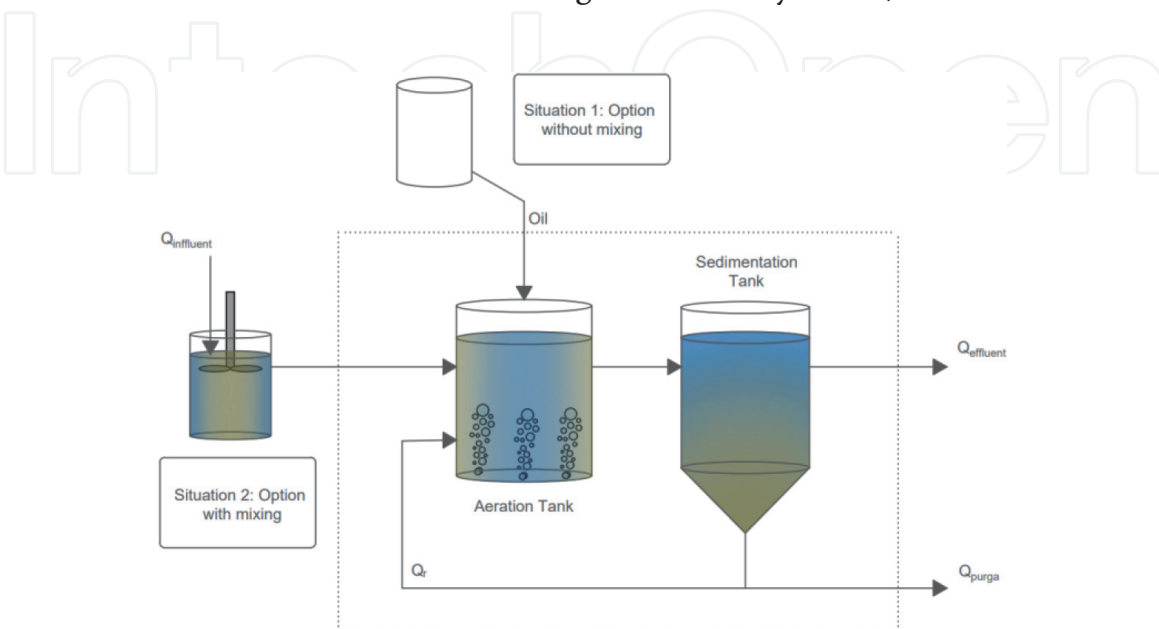 IntechOpen
Situation 1: Option
without mixing
Oil
Qinffluent
Sedimentation
Tank
Qeffluent
Situation 2: Option
with mixing
Aeration Tank
Qr
Qpurga